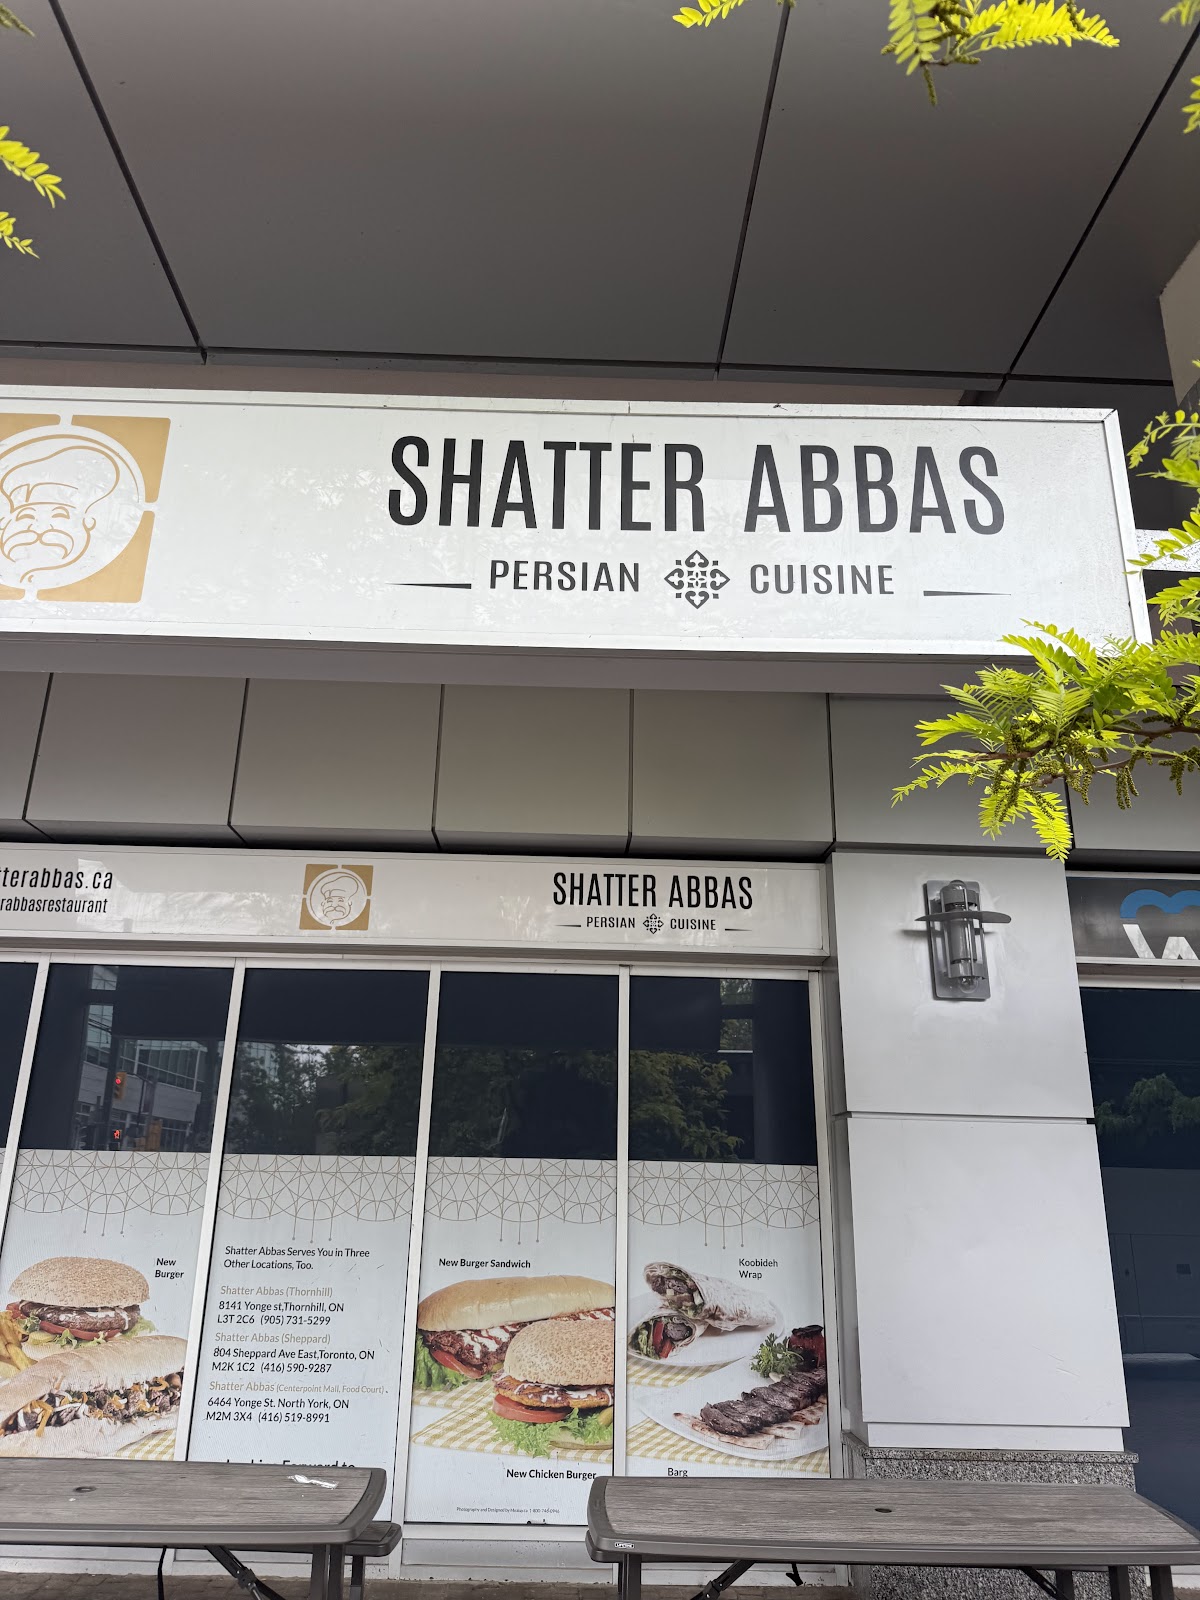 SHATTER ABBAS
PERSIAN CUISINE
tterabbas.ca
rabbasrestaurant
SHATTER ABBAS
PERSIAN CUISINE
W
New
Burger
Shatter Abbas Serves You in Three
Other Locations, Too.
Shatter Abbas (Thornhill)
8141 Yonge st,Thornhill, ON
L3T 2C6 (905) 731-5299
Shatter Abbas (Sheppard)
804 Sheppard Ave East,Toronto, ON
M2K 1C2 (416) 590-9287
Shatter Abbas (Centerpoint Mall, Food Court)
6464 Yonge St. North York, ON
M2M 3X4 (416) 519-8991
New Burger Sandwich
New Chicken Burger
Koobideh
Wrap
Barg
LIFETIME